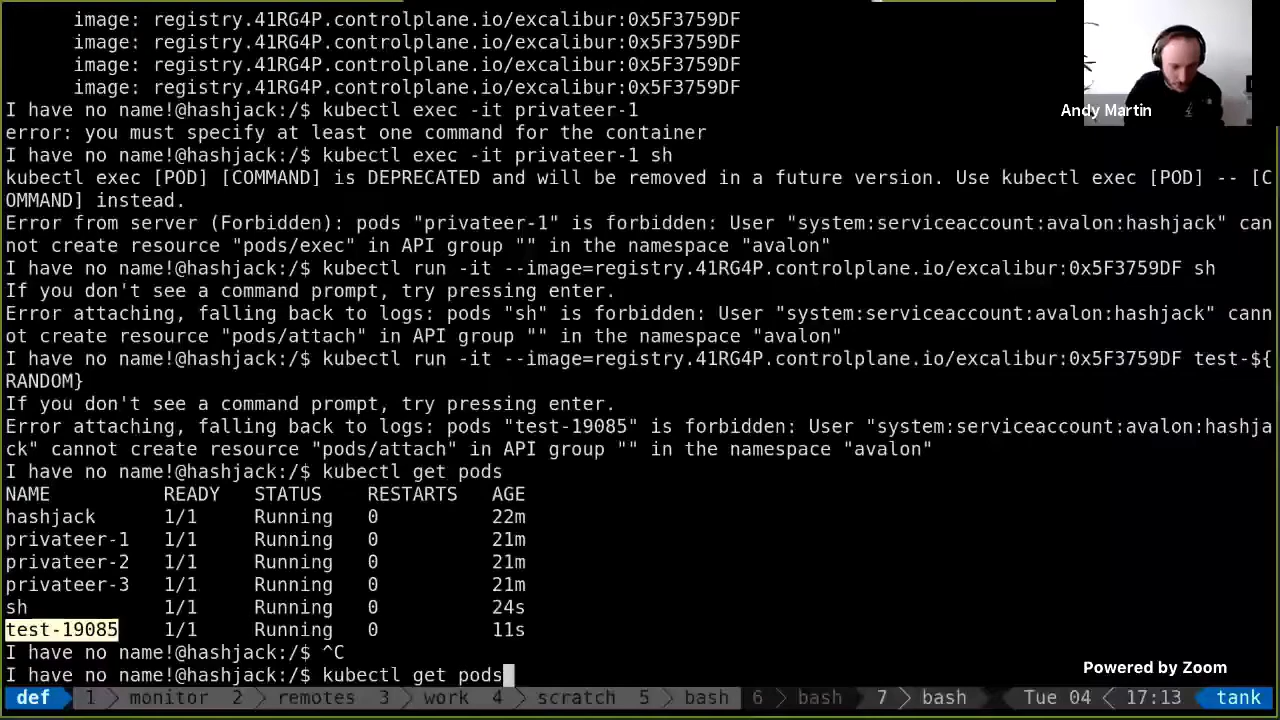 image: registry.41RG4P.controlplane.io/excalibur:0x5F3759DF
image: registry.41RG4P.controlplane.io/excalibur:0x5F3759DF
image: registry.41RG4P.controlplane.io/excalibur:0x5F3759DF
image: registry.41RG4P.controlplane.io/excalibur:0x5F3759DF
I have no name!@hashjack:/$ kubectl exec -it privateer-1
Andy Martin
error: you must specify at least one command for the container
I have no name!@hashjack:/$ kubectl exec -it privateer-1 sh
kubectl exec [POD] [COMMAND] is DEPRECATED and will be removed in a future version. Use kubectl exec [POD] -- [C
OMMAND] instead.
Error from server (Forbidden): pods "privateer-1" is forbidden: User "system:serviceaccount:avalon:hashjack" can
not create resource "pods/exec" in API group "" in the namespace "avalon"
I have no name!@hashjack:/$ kubectl run -it --image=registry.41RG4P.controlplane.io/excalibur:0x5F3759DF sh
If you don't see a command prompt, try pressing enter.
Error attaching, falling back to logs: pods "sh" is forbidden: User "system:serviceaccount:avalon:hashjack" cann
ot create resource "pods/attach" in API group "" in the namespace "avalon"
I have no name!@hashjack:/$ kubectl run -it --image=registry.41RG4P.controlplane.io/excalibur:0x5F3759DF test-${
RANDOM}
If you don't see a command prompt, try pressing enter.
Error attaching, falling back to logs: pods "test-19085" is forbidden: User "system:serviceaccount:avalon:hashja
ck" cannot create resource "pods/attach" in API group "" in the namespace "avalon"
I have no name!@hashjack:/$ kubectl get pods
NAME READY STATUS RESTARTS AGE
hashjack 1/1 Running 0 22m
privateer-1 1/1 Running 0 21m
privateer-2 1/1 Running 0 21m
privateer-3 1/1 Running 0 21m
sh 1/1 Running 0 24s
test-19085 1/1 Running 0 11s
I have no name!@hashjack:/$ ^C
I have no name!@hashjack:/$ kubectl get pods
Powered by Zoom
def 1 monitor 2 remotes 3 work 4 scratch 5 bash 6 bash 7 bash Tue 04 17:13 tank